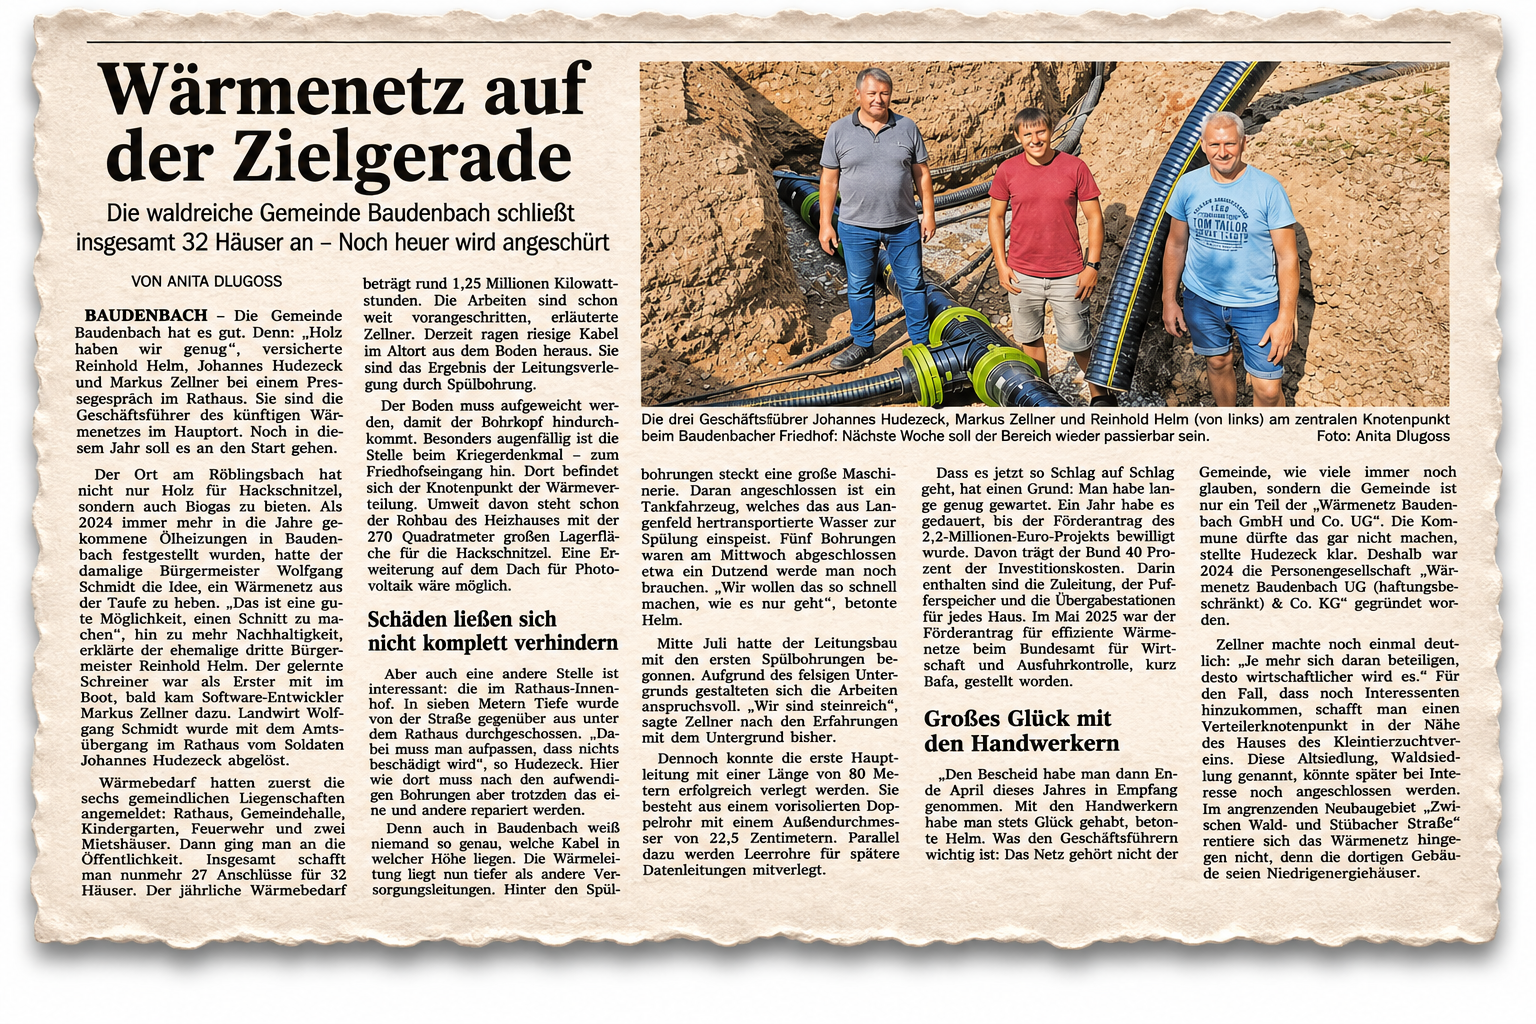 Wärmenetz auf
der Zielgerade
Die waldreiche Gemeinde Baudenbach schließt
insgesamt 32 Häuser an – Noch heuer wird angeschürt
VON ANITA DLUGOSS
BAUDENBACH – Die Gemeinde
Baudenbach hat es gut. Denn: „Holz
haben wir genug“, versicherte
Reinhold Helm, Johannes Hudezeck
und Markus Zellner bei einem Pres-
segespräch im Rathaus. Sie sind die
Geschäftsführer des künftigen Wär-
menetzes im Hauptort. Noch in die-
sem Jahr soll es an den Start gehen.
Der Ort am Röblingsbach hat
nicht nur Holz für Hackschnitzel,
sondern auch Biogas zu bieten. Als
2024 immer mehr in die Jahre ge-
kommene Ölheizungen in Bauden-
bach festgestellt wurden, hatte der
damalige Bürgermeister Wolfgang
Schmidt die Idee, ein Wärmenetz aus
der Taufe zu heben. „Das ist eine gu-
te Möglichkeit, einen Schnitt zu ma-
chen“, hin zu mehr Nachhaltigkeit,
erklärte der ehemalige dritte Bürger-
meister Reinhold Helm. Der gelernte
Schreiner war als Erster mit im
Boot, bald kam Software-Entwickler
Markus Zellner dazu. Landwirt Wolf-
gang Schmidt wurde mit dem Amts-
übergang im Rathaus vom Soldaten
Johannes Hudezeck abgelöst.
Wärmebedarf hatten zuerst die
sechs gemeindlichen Liegenschaften
angemeldet: Rathaus, Gemeindehalle,
Kindergarten, Feuerwehr und zwei
Mietshäuser. Dann ging man an die
Öffentlichkeit. Insgesamt schafft
man nunmehr 27 Anschlüsse für 32
Häuser. Der jährliche Wärmebedarf
beträgt rund 1,25 Millionen Kilowatt-
stunden. Die Arbeiten sind schon
weit vorangeschritten, erläuterte
Zellner. Derzeit ragen riesige Kabel
im Altort aus dem Boden heraus. Sie
sind das Ergebnis der Leitungsverle-
gung durch Spülbohrung.
Der Boden muss aufgeweicht wer-
den, damit der Bohrkopf hindurch-
kommt. Besonders augenfällig ist die
Stelle beim Kriegerdenkmal – zum
Friedhofseingang hin. Dort befindet
sich der Knotenpunkt der Wärmever-
teilung. Umweit davon steht schon
der Rohbau des Heizhauses mit der
270 Quadratmeter großen Lagerflä-
che für die Hackschnitzel. Eine Er-
weiterung auf dem Dach für Photo-
voltaik wäre möglich.
Schäden ließen sich
nicht komplett verhindern
Aber auch eine andere Stelle ist
interessant: die im Rathaus-Innen-
hof. In sieben Metern Tiefe wurde
von der Straße gegenüber aus unter
dem Rathaus durchgeschossen. „Da-
bei muss man aufpassen, dass nichts
beschädigt wird“, so Hudezeck. Hier
wie dort muss nach den aufwendi-
gen Bohrungen aber trotzden das ei-
ne und andere repariert werden.
Denn auch in Baudenbach weiß
niemand so genau, welche Kabel in
welcher Höhe liegen. Die Wärmelei-
tung liegt nun tiefer als andere Ver-
sorgungsleitungen. Hinter den Spül-
TOM TAILOR
Die drei Geschäftsfübrer Johannes Hudezeck, Markus Zellner und Reinhold Helm (von links) am zentralen Knotenpunkt
beim Baudenbacher Friedhof: Nächste Woche soll der Bereich wieder passierbar sein. Foto: Anita Dlugoss
bohrungen steckt eine große Maschi-
nerie. Daran angeschlossen ist ein
Tankfahrzeug, welches das aus Lan-
genfeld hertransportierte Wasser zur
Spülung einspeist. Fünf Bohrungen
waren am Mittwoch abgeschlossen
etwa ein Dutzend werde man noch
brauchen. „Wir wollen das so schnell
machen, wie es nur geht“, betonte
Helm.
Mitte Juli hatte der Leitungsbau
mit den ersten Spülbohrungen be-
gonnen. Aufgrund des felsigen Unter-
grunds gestalteten sich die Arbeiten
anspruchsvoll. „Wir sind steinreich“,
sagte Zellner nach den Erfahrungen
mit dem Untergrund bisher.
Dennoch konnte die erste Haupt-
leitung mit einer Länge von 80 Me-
tern erfolgreich verlegt werden. Sie
besteht aus einem vorisolierten Dop-
pelrohr mit einem Außendurchmes-
ser von 22,5 Zentimetern. Parallel
dazu werden Leerrohre für spätere
Datenleitungen mitverlegt.
Dass es jetzt so Schlag auf Schlag
geht, hat einen Grund: Man habe lan-
ge genug gewartet. Ein Jahr habe es
gedauert, bis der Förderantrag des
2,2-Millionen-Euro-Projekts bewilligt
wurde. Davon trägt der Bund 40 Pro-
zent der Investitionskosten. Darin
enthalten sind die Zuleitung, der Puf-
ferspeicher und die Übergabestationen
für jedes Haus. Im Mai 2025 war der
Förderantrag für effiziente Wärme-
netze beim Bundesamt für Wirt-
schaft und Ausfuhrkontrolle, kurz
Bafa, gestellt worden.
Großes Glück mit
den Handwerkern
„Den Bescheid habe man dann En-
de April dieses Jahres in Empfang
genommen. Mit den Handwerkern
habe man stets Glück gehabt, beton-
te Helm. Was den Geschäftsführern
wichtig ist: Das Netz gehört nicht der
Gemeinde, wie viele immer noch
glauben, sondern die Gemeinde ist
nur ein Teil der „Wärmenetz Bauden-
bach GmbH und Co. UG“. Die Kom-
mune dürfte das gar nicht machen,
stellte Hudezeck klar. Deshalb war
2024 die Personengesellschaft „Wär-
menetz Baudenbach UG (haftungsbe-
schränkt) & Co. KG“ gegründet wor-
den.
Zellner machte noch einmal deut-
lich: „Je mehr sich daran beteiligen,
desto wirtschaftlicher wird es.“ Für
den Fall, dass noch Interessenten
hinzukommen, schafft man einen
Verteilerknotenpunkt in der Nähe
des Hauses des Kleintierzuchtver-
eins. Diese Altsiedlung, Waldsied-
lung genannt, könnte später bei Inte-
resse noch angeschlossen werden.
Im angrenzenden Neubaugebiet „Zwi-
schen Wald- und Stübacher Straße“
rentiere sich das Wärmenetz hinge-
gen nicht, denn die dortigen Gebäu-
de seien Niedrigenergiehäuser.